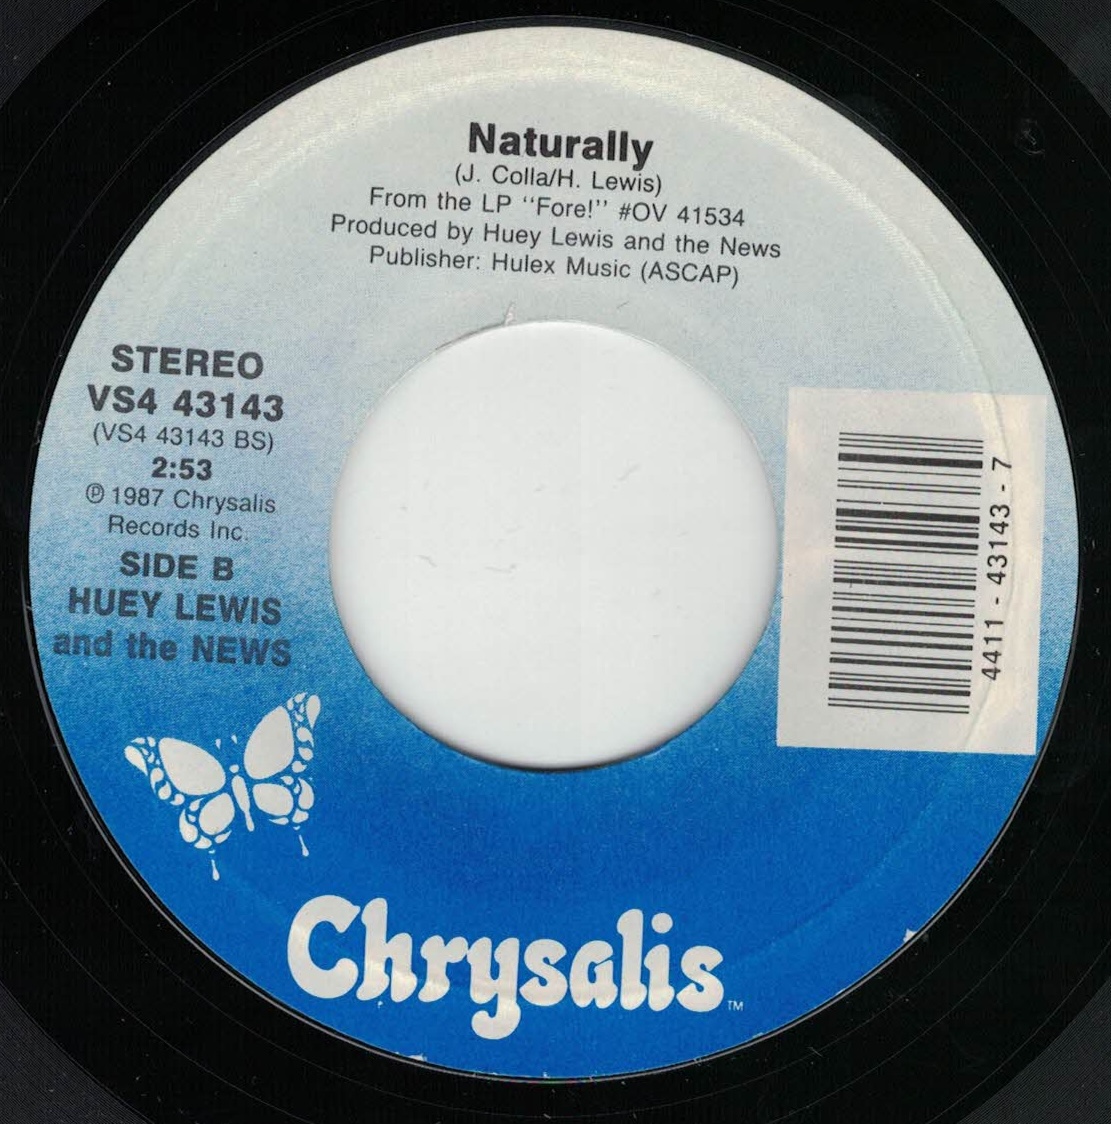 Naturally
(J. Colla/H. Lewis)
From the LP "Fore!" #OV 41534
Produced by Huey Lewis and the News
Publisher: Hulex Music (ASCAP)
STEREO
VS4 43143
(VS4 43143 BS)
2:53
℗ 1987 Chrysalis
Records Inc.
SIDE B
HUEY LEWIS
and the NEWS
4411 - 43143 - 7
Chrysalis™